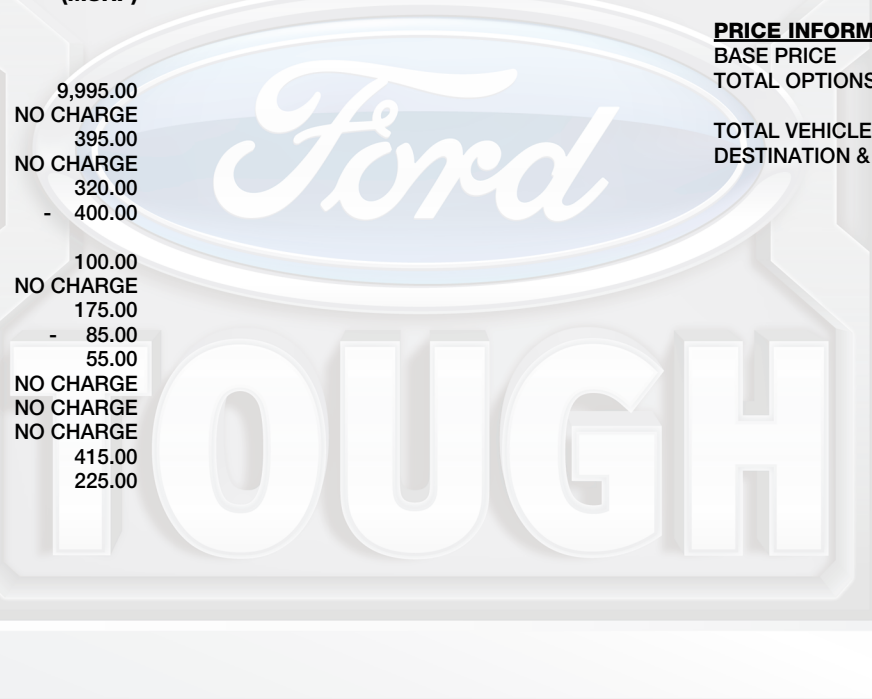 (MSRP)
9,995.00
NO CHARGE
395.00
NO CHARGE
320.00
- 400.00
100.00
NO CHARGE
175.00
- 85.00
55.00
NO CHARGE
NO CHARGE
NO CHARGE
415.00
225.00
PRICE INFORM
BASE PRICE
TOTAL OPTIONS
TOTAL VEHICLE
DESTINATION &
Ford
TOUGH